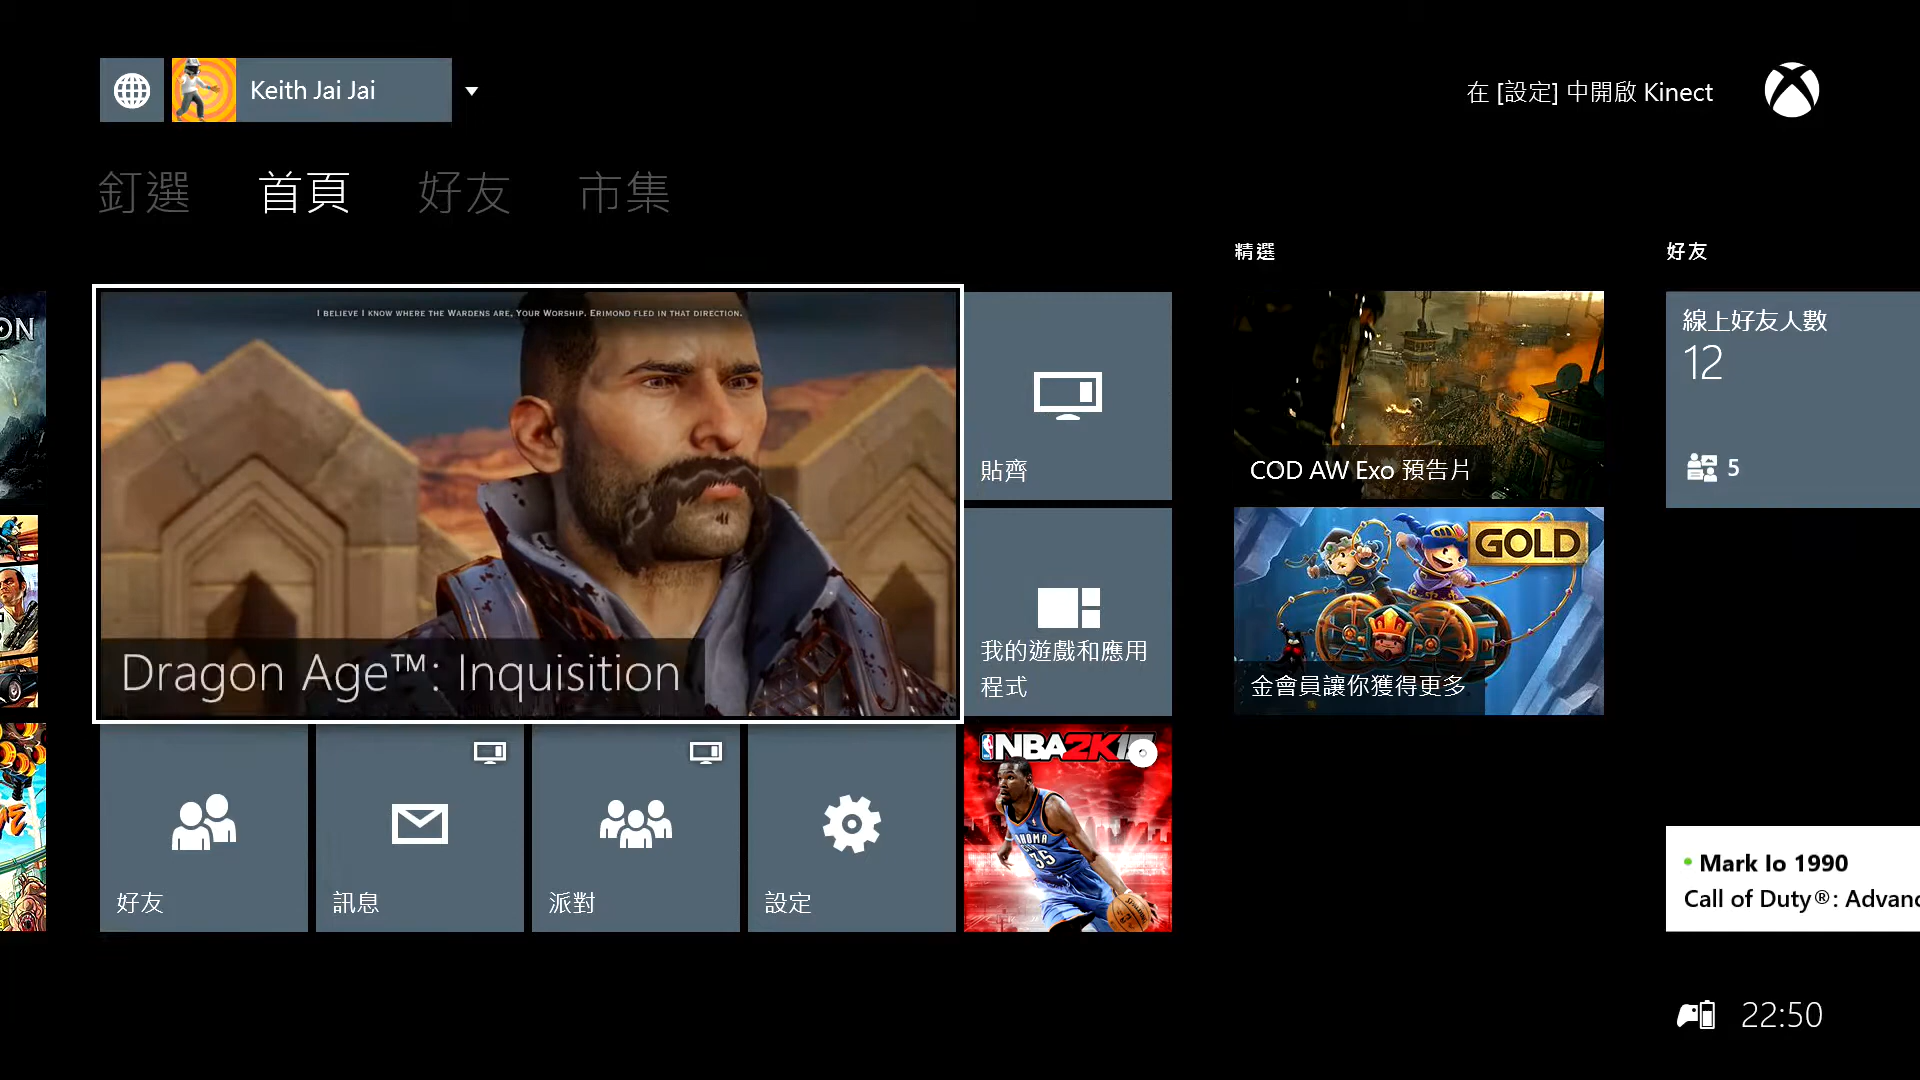 Keith Jai Jai
在 [設定] 中開啟 Kinect
釘選
首頁
好友
市集
精選
好友
ON
I BELIEVE I KNOW WHERE THE WARDENS ARE, YOUR WORSHIP. ERIMOND FLED IN THAT DIRECTION.
Dragon Age™: Inquisition
貼齊
我的遊戲和應用
程式
COD AW Exo 預告片
GOLD
金會員讓你獲得更多
線上好友人數
12
5
好友
訊息
派對
設定
NBA 2K15
35
Mark lo 1990
Call of Duty®: Advanc
22:50